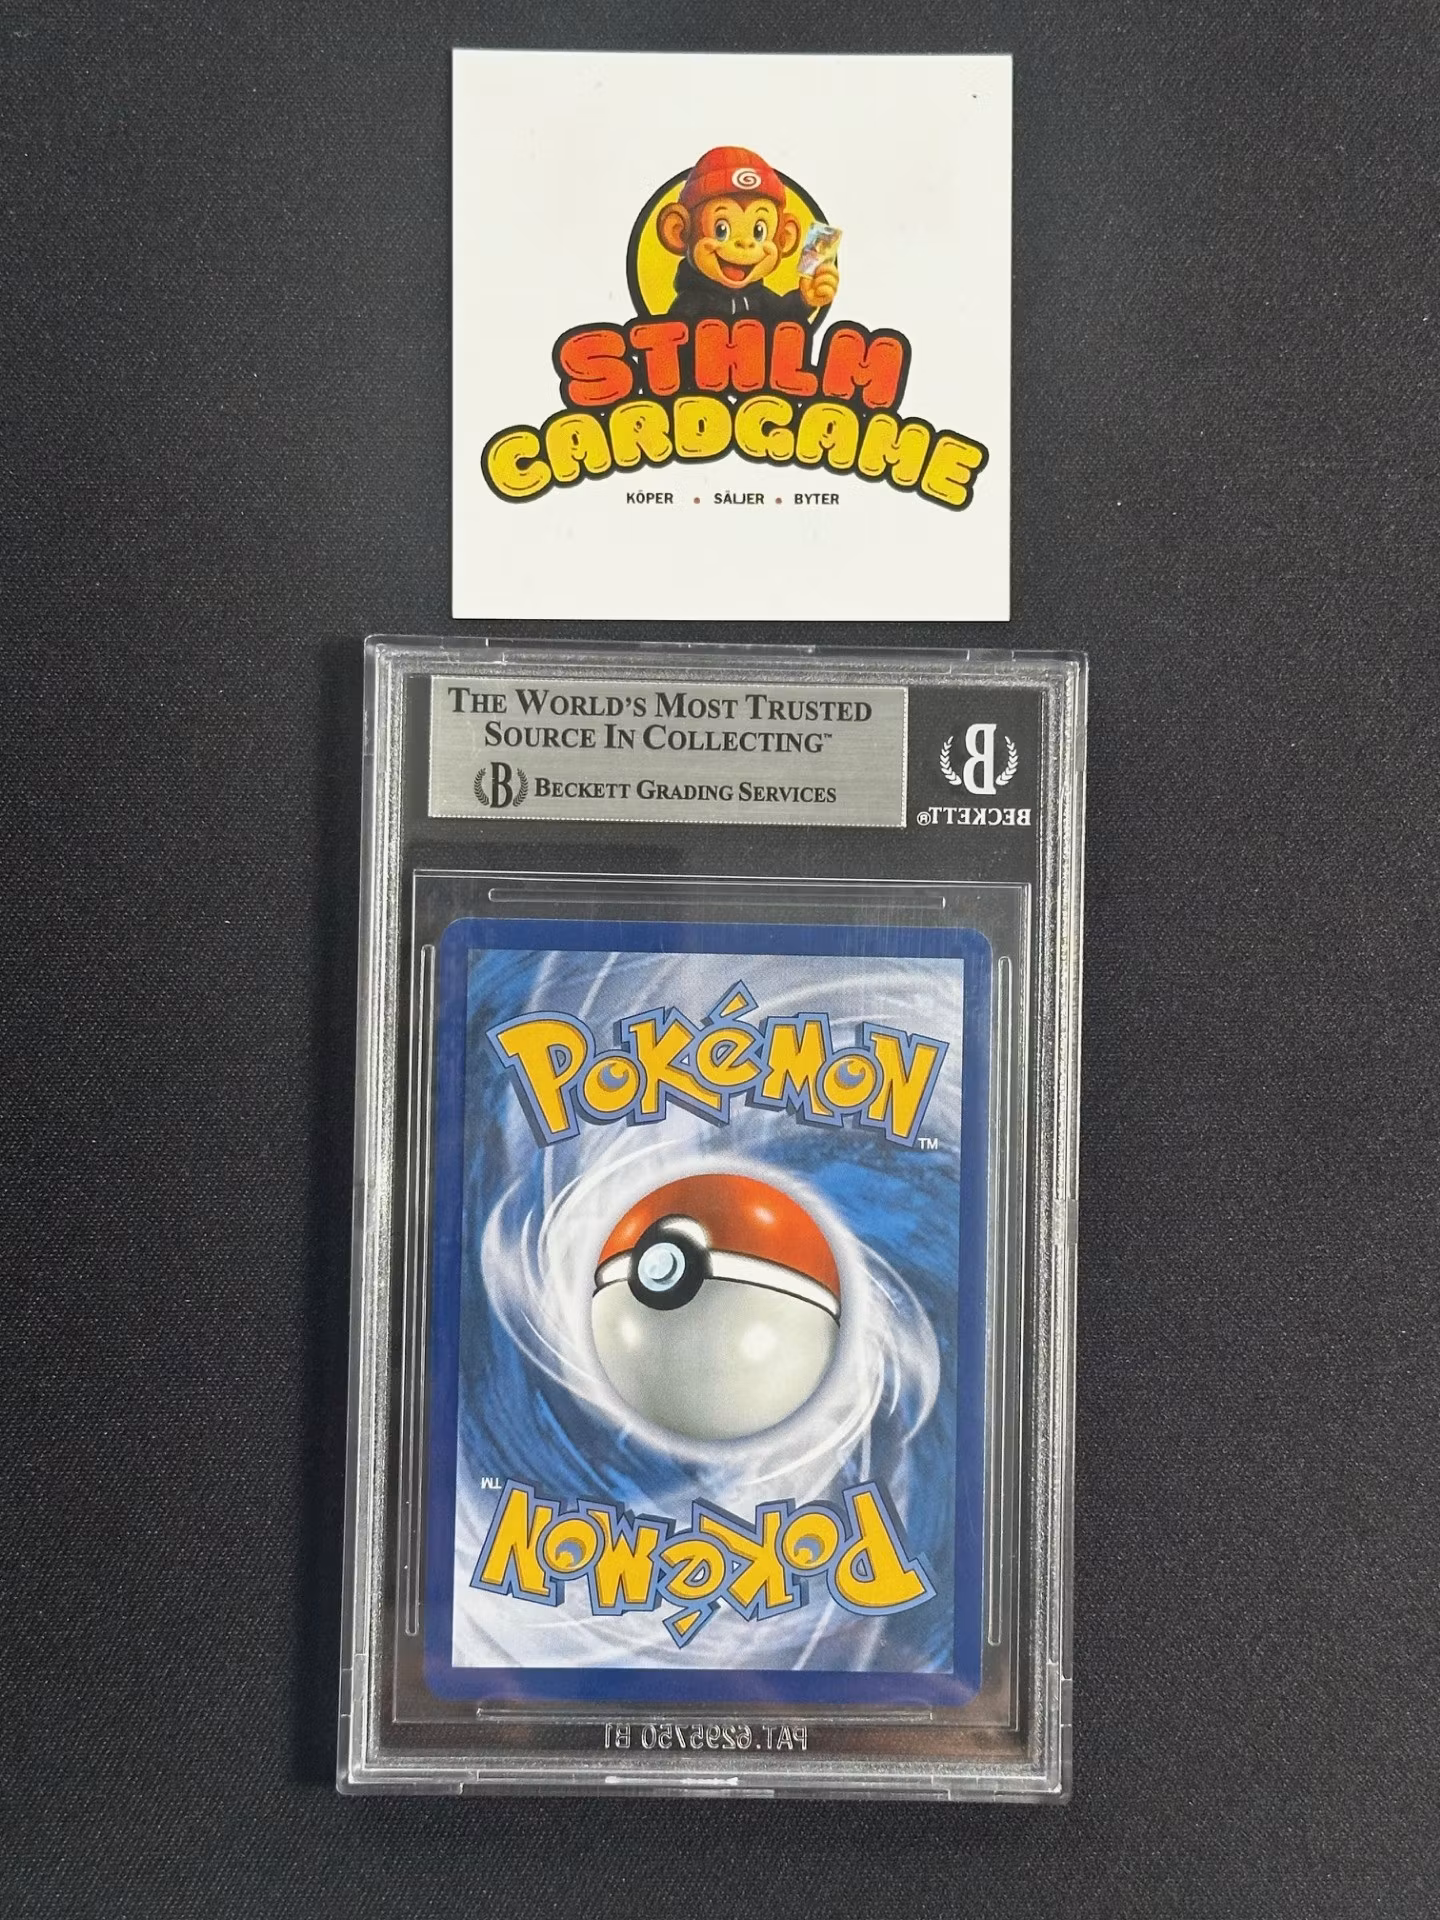 STHLM
CARDGAME
KÖPER • SÄLJER • BYTER
THE WORLD'S MOST TRUSTED
SOURCE IN COLLECTING™
B BECKETT GRADING SERVICES
B
BECKETT®
POKéMON
TM
POKéMON
TM
PAT.6295750 B1